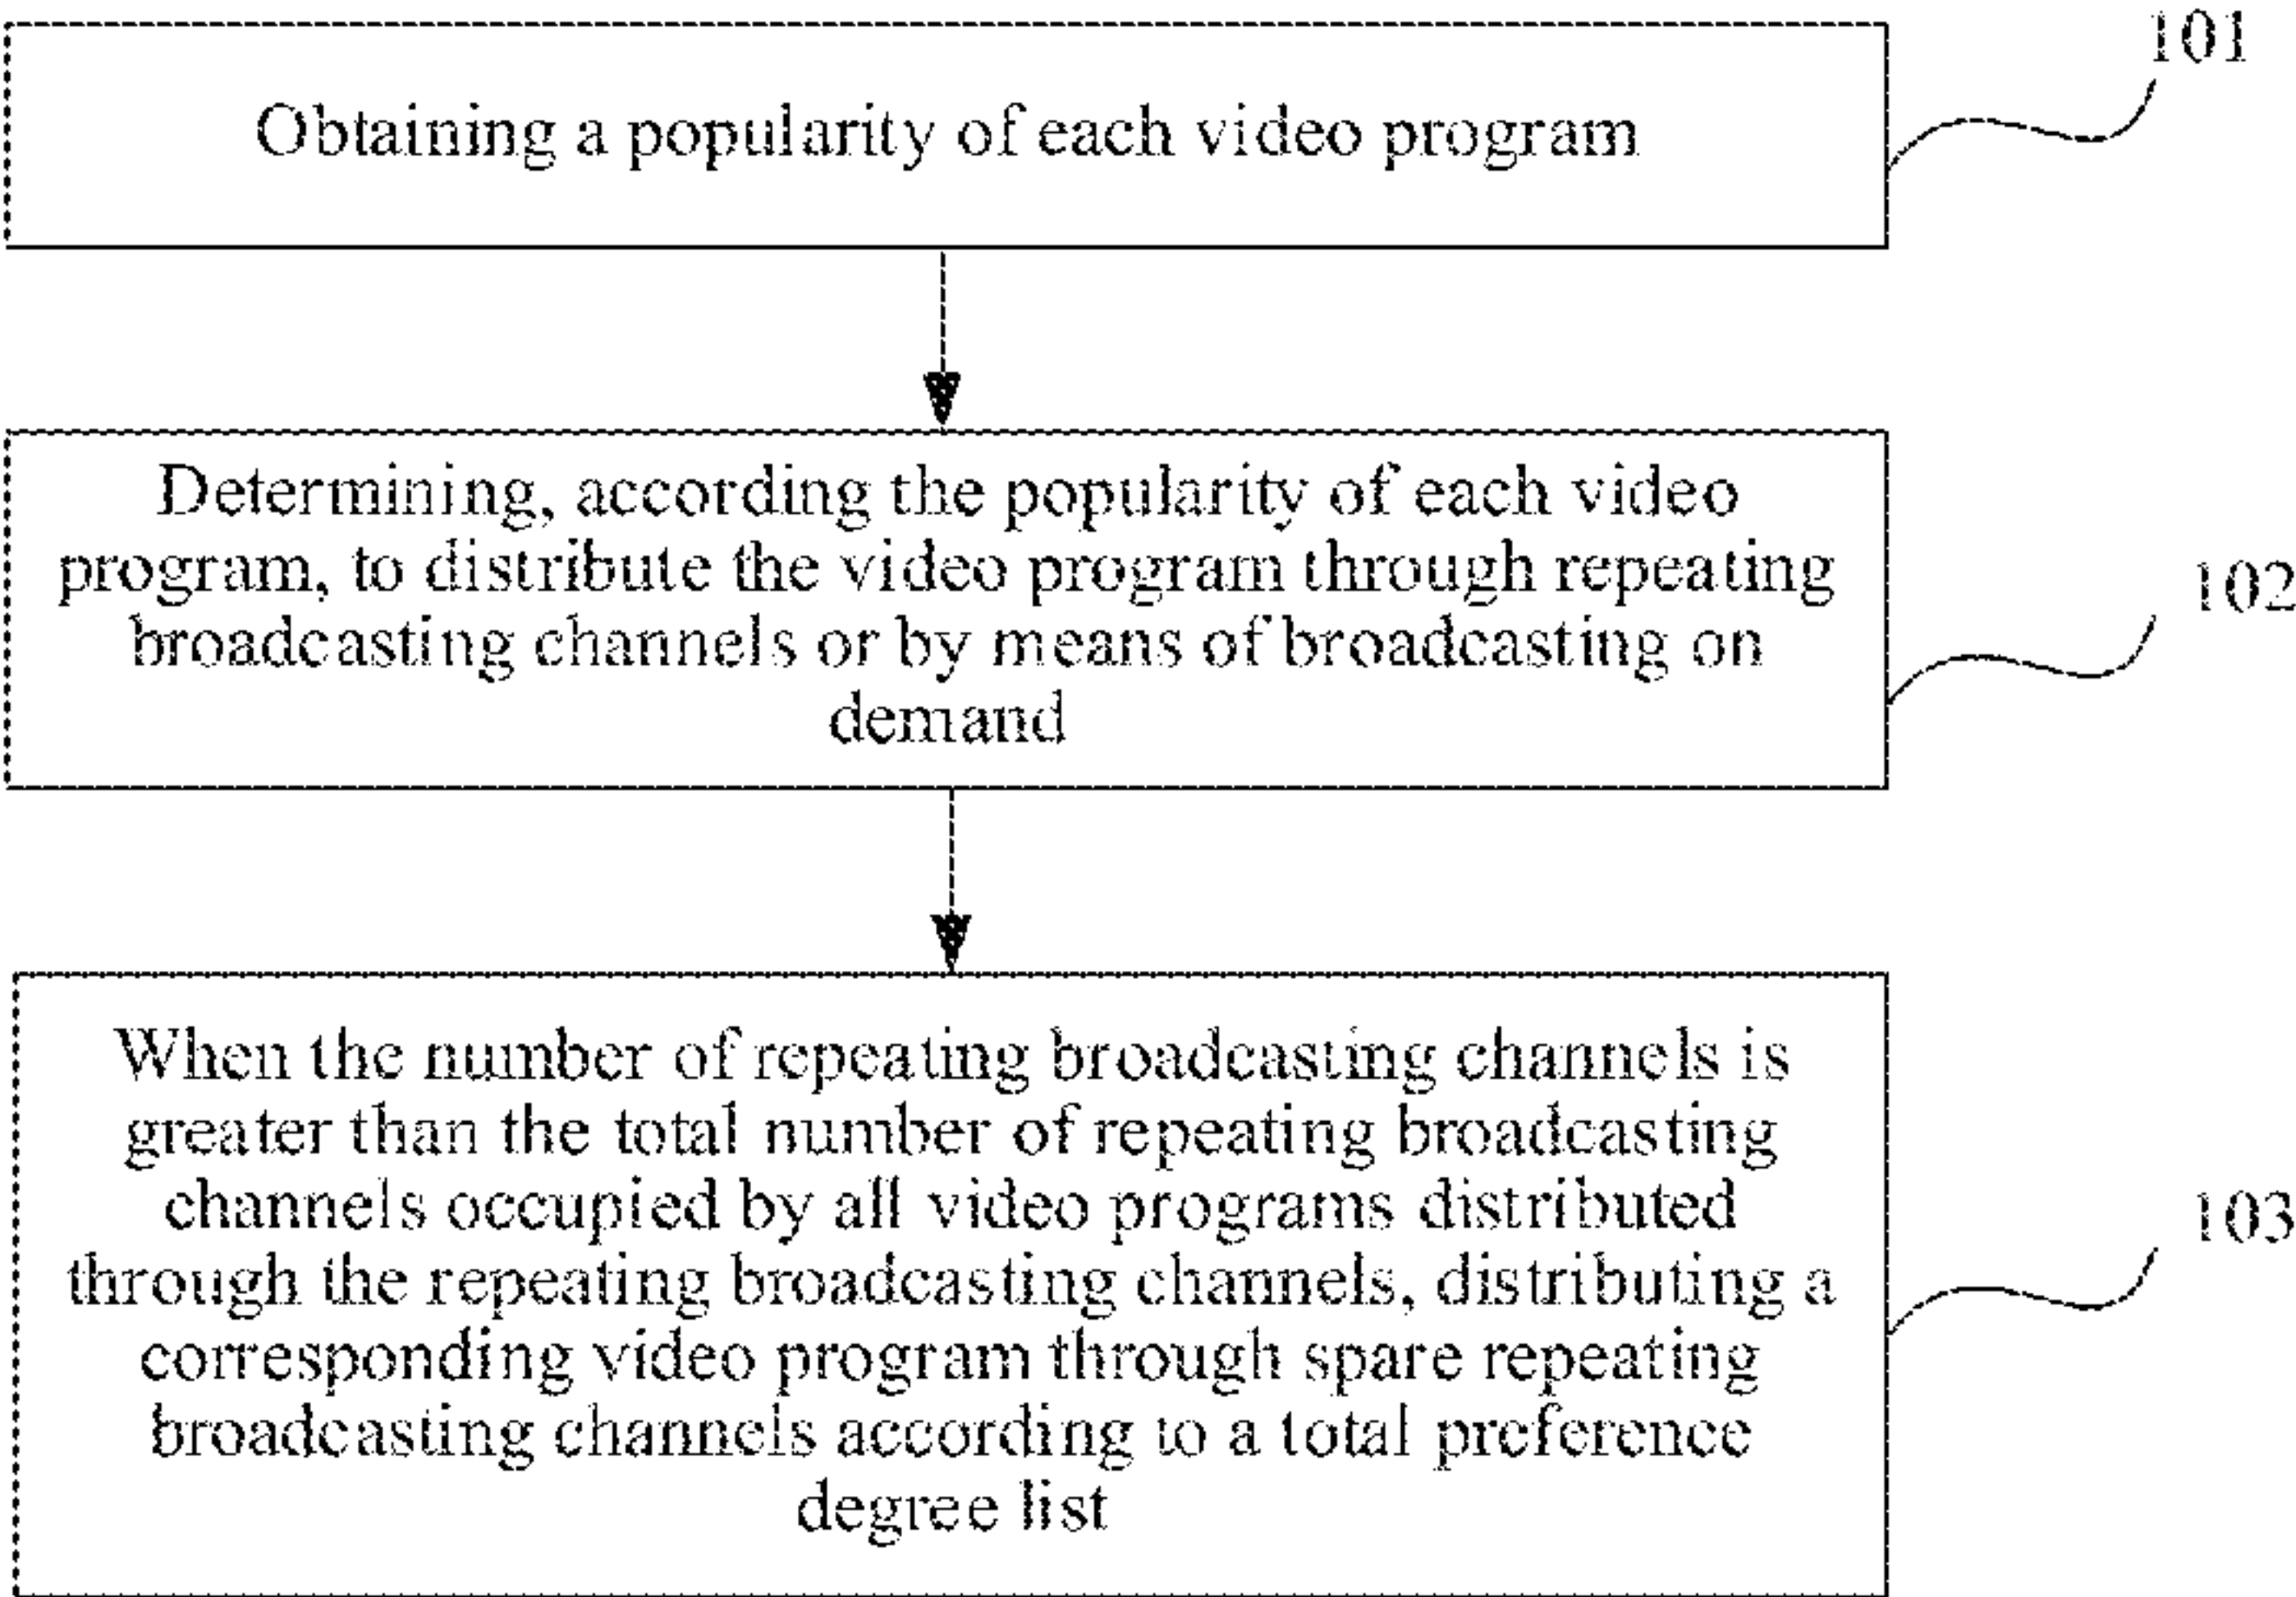 101
Obtaining a popularity of each video program
Determining, according the popularity of each video
program, to distribute the video program through repeating
broadcasting channels or by means of broadcasting on
demand
102
When the number of repeating broadcasting channels is
greater than the total number of repeating broadcasting
channels occupied by all video programs distributed
through the repeating broadcasting channels, distributing a
corresponding video program through spare repeating
broadcasting channels according to a total preference
degree list
103